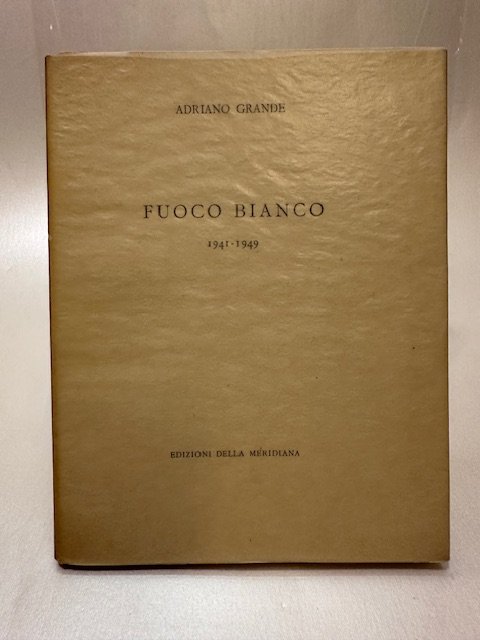 ADRIANO GRANDE
FUOCO BIANCO
1941-1949
EDIZIONI DELLA MERIDIANA